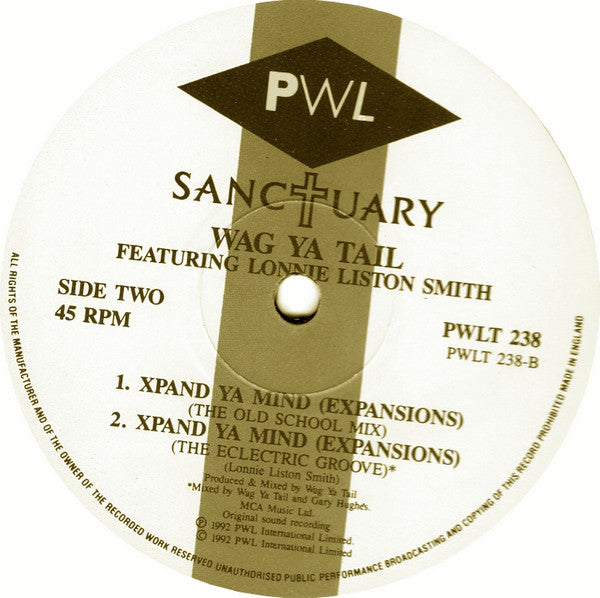 PWL
SANCTUARY
WAG YA TAIL
FEATURING LONNIE LISTON SMITH
SIDE TWO
45 RPM
PWLT 238
PWLT 238-B
1. XPAND YA MIND (EXPANSIONS)
(THE OLD SCHOOL MIX)
2. XPAND YA MIND (EXPANSIONS)
(THE ECLECTRIC GROOVE)*
(Lonnie Liston Smith)
Produced & Mixed by Wag Ya Tail
*Mixed by Wag Ya Tail and Gary Hughes.
MCA Music Ltd.
Original sound recording
℗ 1992 PWL International Limited.
© 1992 PWL International Limited
ALL RIGHTS OF THE MANUFACTURER AND OF THE OWNER OF THE RECORDED WORK RESERVED UNAUTHORISED PUBLIC PERFORMANCE BROADCASTING AND COPYING OF THIS RECORD PROHIBITED MADE IN ENGLAND